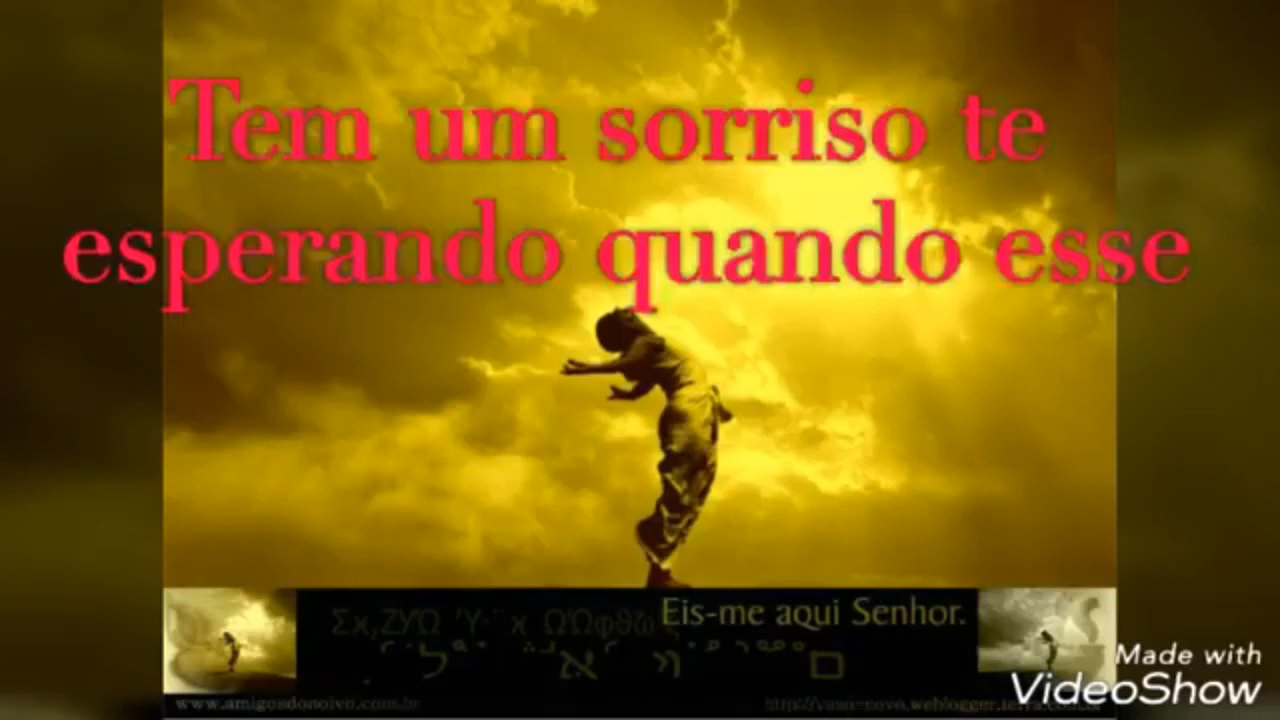 Tem um sorriso te
esperando quando esse
Eis-me aqui Senhor.
Made with
VideoShow
www.amigosdonoivo.com.br